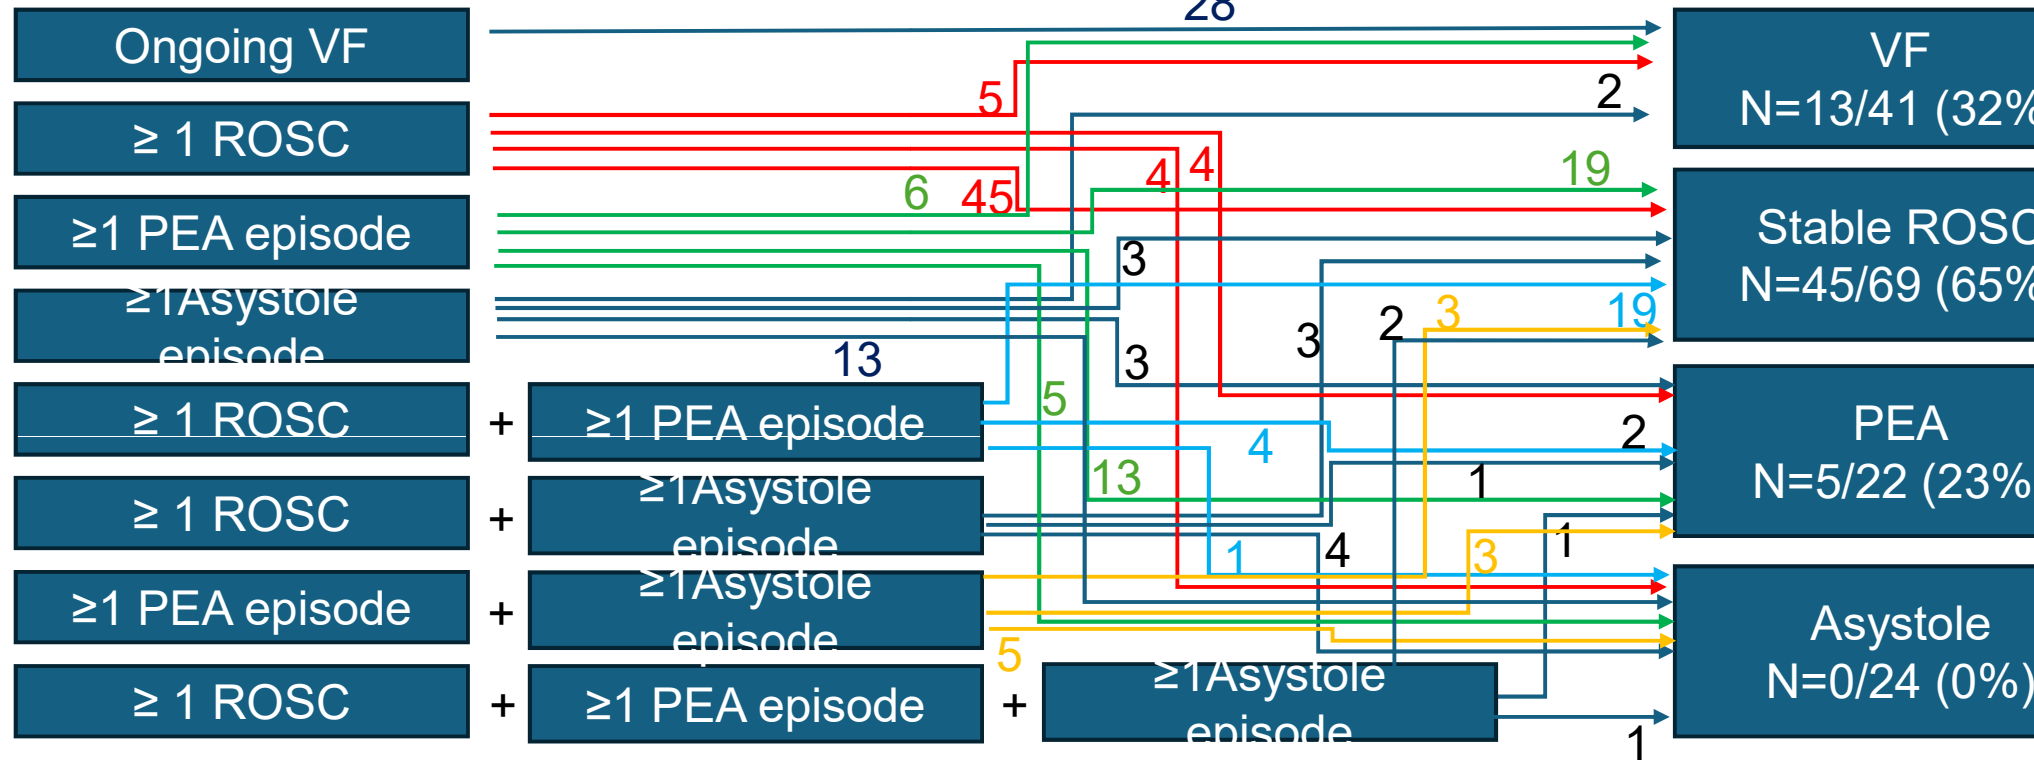 28
Ongoing VF
VF
N=13/41 (32%
≥ 1 ROSC
5
2
4
4
19
≥1 PEA episode
6
45
Stable ROSC
N=45/69 (65%
3
≥1Asystole
episode
13
3
3
2
3
19
≥ 1 ROSC
+
≥1 PEA episode
5
4
2
PEA
N=5/22 (23%
≥ 1 ROSC
+
≥1Asystole
episode
13
1
1
4
3
1
≥1 PEA episode
+
≥1Asystole
episode
5
Asystole
N=0/24 (0%)
≥ 1 ROSC
+
≥1 PEA episode
+
≥1Asystole
episode
1